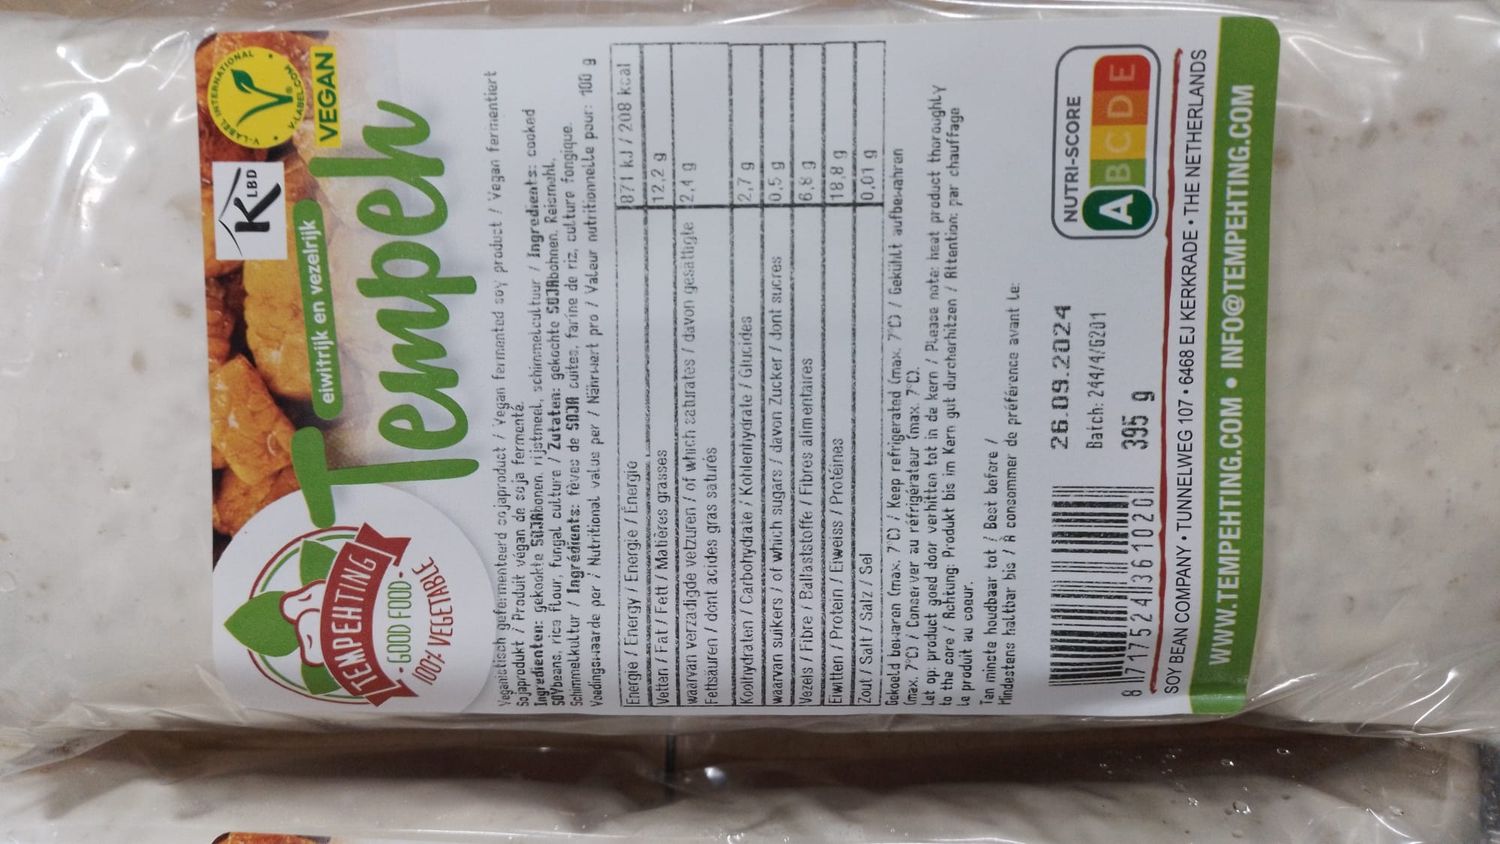 V-LABEL INTERNATIONAL
V-LABEL.COM
VEGAN
KLBD
eiwitrijk en vezelrijk
Tempeh
TEMPEHTING
• GOOD FOOD •
100% VEGETABLE
Veganistisch gefermenteerd sojaproduct / Vegan fermented soy product / Vegan fermentiert
Sojaprodukt / Produit végan de soja fermenté.
Ingrediënten: gekookte SOJAbonen, rijstmeel, schimmelcultuur / Ingredients: cooked
SOYbeans, rice flour, fungal culture / Zutaten: gekochte SOJAbohnen, Reismehl,
Schimmelkultur / Ingrédients: fèves de SOJA cuites, farine de riz, culture fongique.
Voedingswaarde per / Nutritional value per / Nährwert pro / Valeur nutritionnelle pour: 100 g
Energie / Energy / Energie / Énergie 871 kJ / 208 kcal
Vetten / Fat / Fett / Matières grasses 12,2 g
waarvan verzadigde vetzuren / of which saturates / davon gesättigte 2,4 g
Fettsäuren / dont acides gras saturés
Koolhydraten / Carbohydrate / Kohlenhydrate / Glucides 2,7 g
waarvan suikers / of which sugars / davon Zucker / dont sucres 0,5 g
Vezels / Fibre / Ballaststoffe / Fibres alimentaires 6,8 g
Eiwitten / Protein / Eiweiss / Protéines 18,8 g
Zout / Salt / Salz / Sel 0,01 g
Gekoeld bewaren (max. 7°C) / Keep refrigerated (max. 7°C) / Gekühlt aufbewahren
(max. 7°C) / Conserver au réfrigérateur (max. 7°C).
Let op: product goed door verhitten tot in de kern / Please note: heat product thoroughly
to the core / Achtung: Produkt bis im Kern gut durcherhitzen / Attention: par chauffage
le produit au coeur.
Ten minste houdbaar tot / Best before /
Mindestens haltbar bis / À consommer de préférence avant le:
26.09.2024
Batch: 244/4/G201
395 g
8 717524 361020
NUTRI-SCORE
A B C D E
SOY BEAN COMPANY • TUNNELWEG 107 • 6468 EJ KERKRADE • THE NETHERLANDS
WWW.TEMPEHTING.COM • INFO@TEMPEHTING.COM